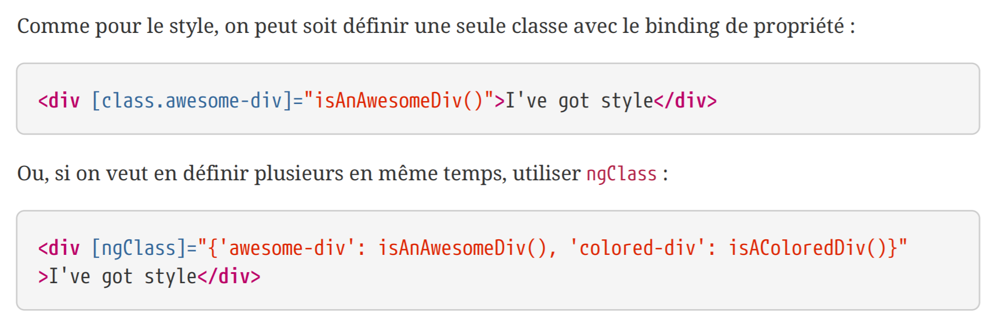 Comme pour le style, on peut soit définir une seule classe avec le binding de propriété :
<div [class.awesome-div]="isAnAwesomeDiv()">I've got style</div>
Ou, si on veut en définir plusieurs en même temps, utiliser ngClass :
<div [ngClass]="{'awesome-div': isAnAwesomeDiv(), 'colored-div': isAColoredDiv()}"
>I've got style</div>